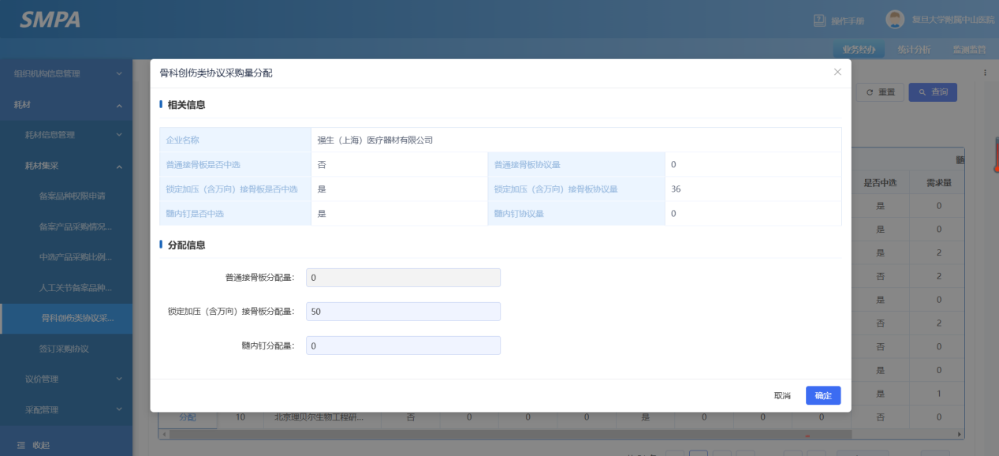 SMPA
操作手册
复旦大学附属中山医院
业务经办 统计分析 监测监管
组织机构信息管理
耗材
耗材信息管理
耗材集采
备案品种权限申请
备案产品采购情况...
中选产品采购比例...
人工关节备案品种...
骨科创伤类协议采...
签订采购协议
议价管理
采配管理
收起
重置 查询
骨科创伤类协议采购量分配
相关信息
企业名称 强生（上海）医疗器材有限公司
普通接骨板是否中选 否 普通接骨板协议量 0
锁定加压（含万向）接骨板是否中选 是 锁定加压（含万向）接骨板协议量 36
髓内钉是否中选 是 髓内钉协议量 0
分配信息
普通接骨板分配量： 0
锁定加压（含万向）接骨板分配量： 50
髓内钉分配量： 0
取消 确定
髓
是否中选 需求量
是 0
是 0
是 2
否 2
是 0
否 2
否 0
是 0
是 1
分配 10 北京理贝尔生物工程研... 否 0 0 0 是 0 0 0 否 0